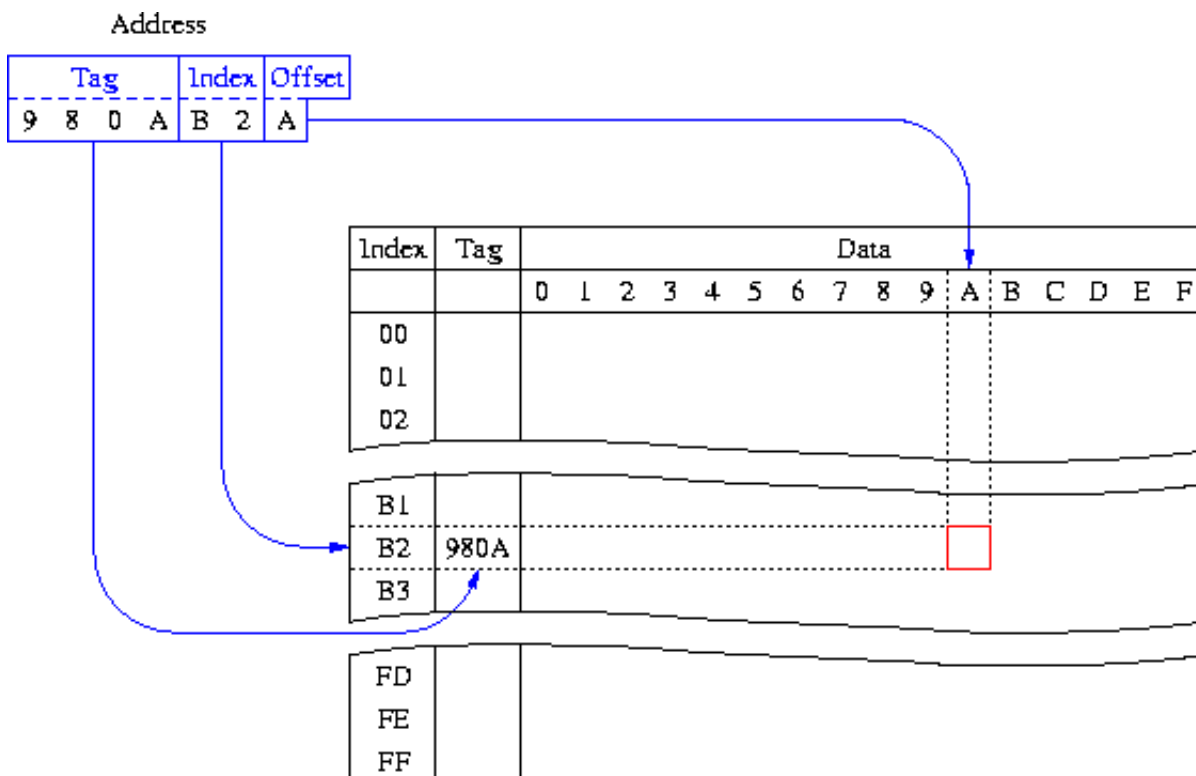 Address
Tag Index Offset
9 8 0 A B 2 A
Index Tag Data
0 1 2 3 4 5 6 7 8 9 A B C D E F
00
01
02
B1
B2 980A
B3
FD
FE
FF